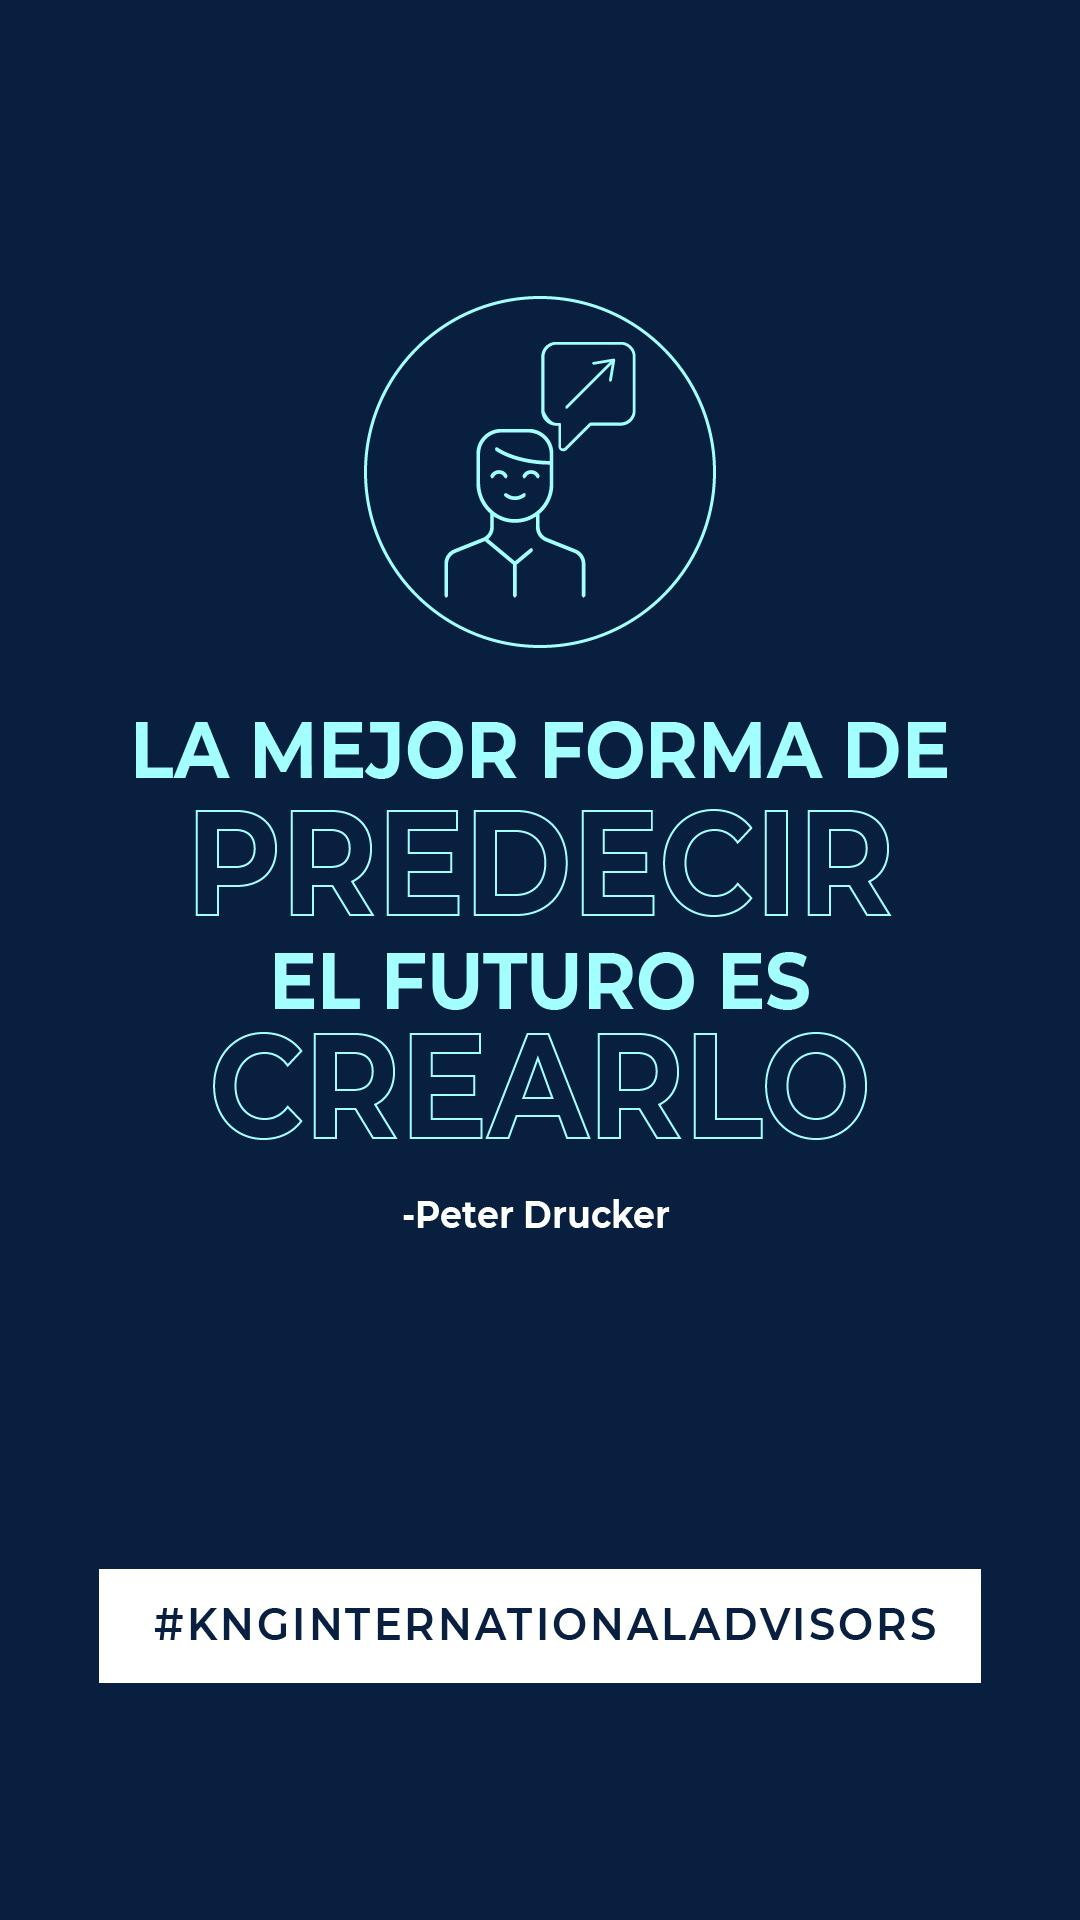 LA MEJOR FORMA DE
PREDECIR
EL FUTURO ES
CREARLO
-Peter Drucker
#KNGINTERNATIONALADVISORS